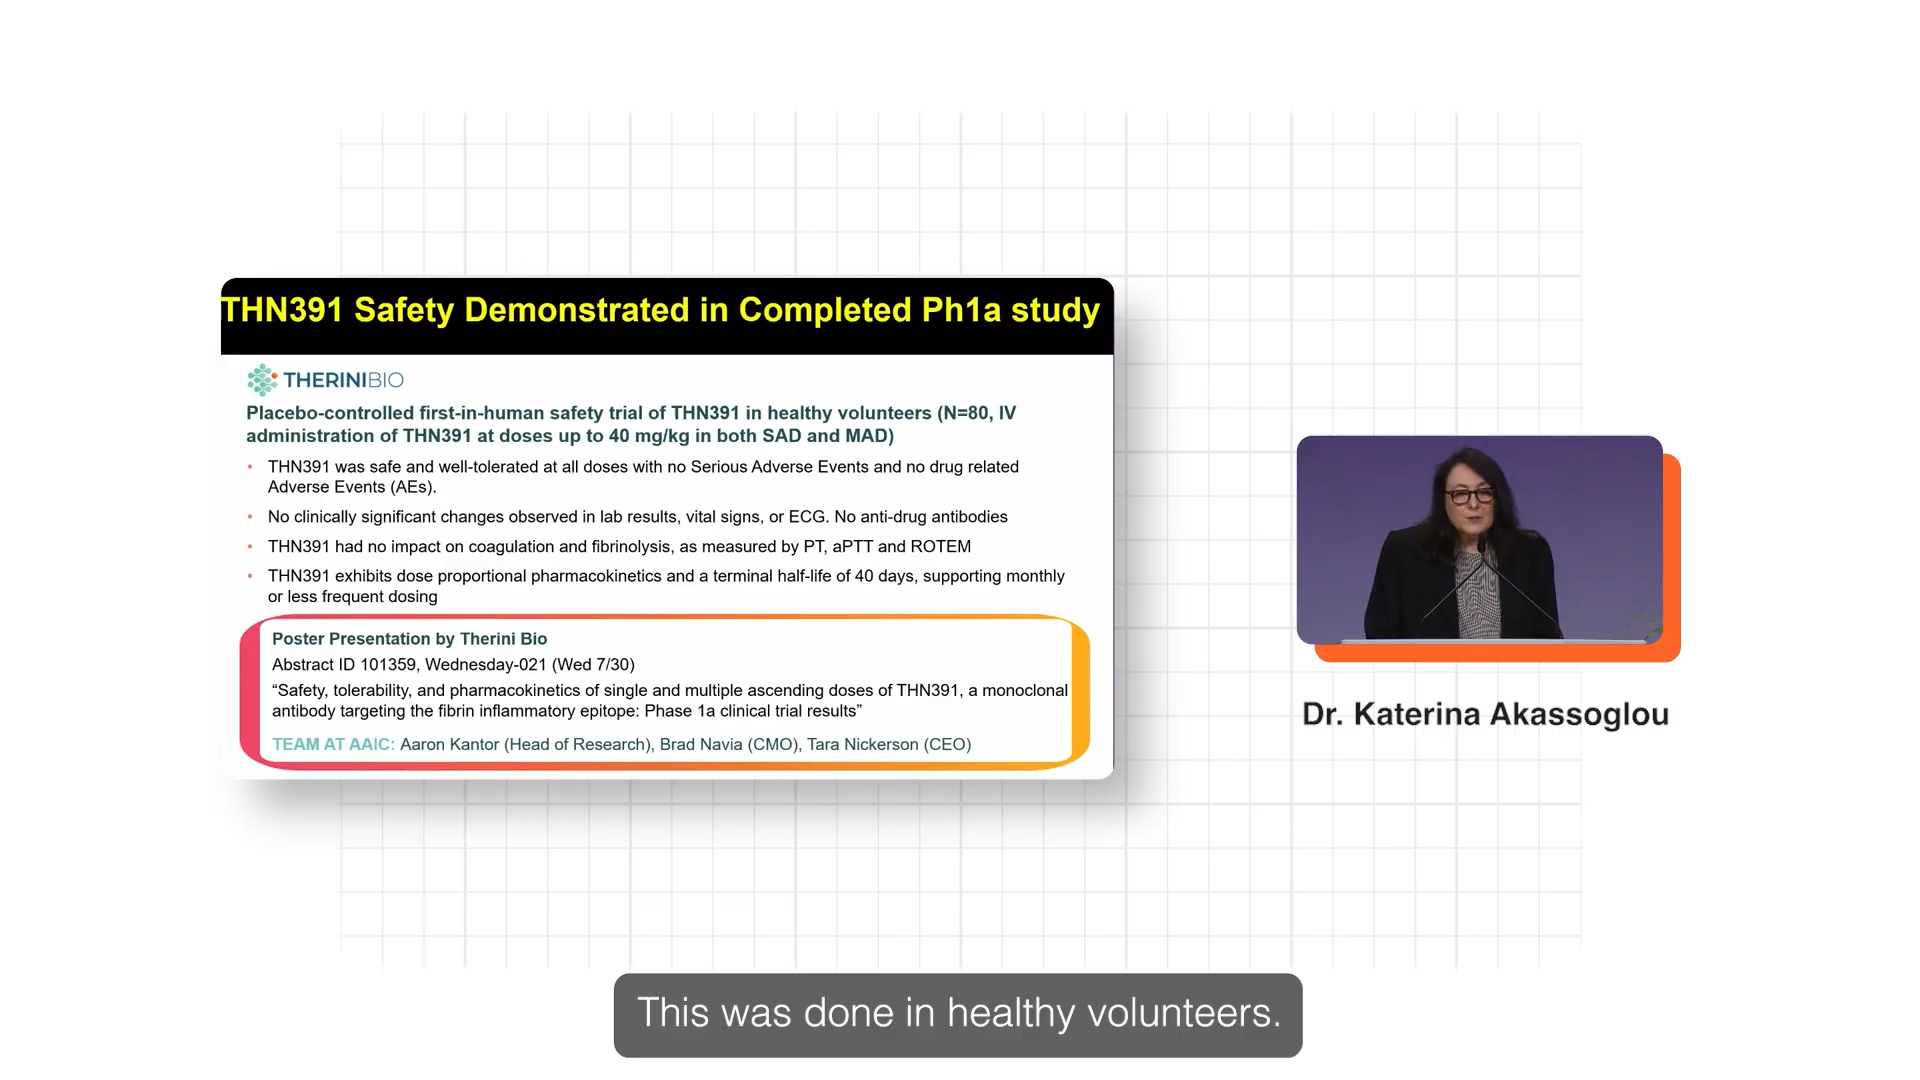 THN391 Safety Demonstrated in Completed Ph1a study
THERINIBIO
Placebo-controlled first-in-human safety trial of THN391 in healthy volunteers (N=80, IV
administration of THN391 at doses up to 40 mg/kg in both SAD and MAD)
• THN391 was safe and well-tolerated at all doses with no Serious Adverse Events and no drug related
Adverse Events (AEs).
• No clinically significant changes observed in lab results, vital signs, or ECG. No anti-drug antibodies
• THN391 had no impact on coagulation and fibrinolysis, as measured by PT, aPTT and ROTEM
• THN391 exhibits dose proportional pharmacokinetics and a terminal half-life of 40 days, supporting monthly
or less frequent dosing
Poster Presentation by Therini Bio
Abstract ID 101359, Wednesday-021 (Wed 7/30)
“Safety, tolerability, and pharmacokinetics of single and multiple ascending doses of THN391, a monoclonal
antibody targeting the fibrin inflammatory epitope: Phase 1a clinical trial results”
TEAM AT AAIC: Aaron Kantor (Head of Research), Brad Navia (CMO), Tara Nickerson (CEO)
Dr. Katerina Akassoglou
This was done in healthy volunteers.